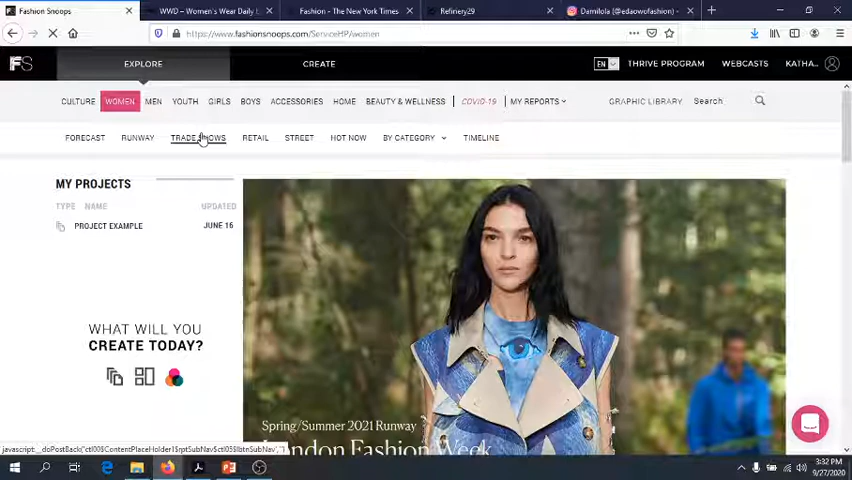 Fashion Snoops
WWD – Women's Wear Daily
Fashion - The New York Times
Refinery29
Damilola (@edaowofashion) •
https://www.fashionsnoops.com/ServiceHP/women
FS
EXPLORE
CREATE
EN
THRIVE PROGRAM
WEBCASTS
KATHA...
CULTURE
WOMEN
MEN
YOUTH
GIRLS
BOYS
ACCESSORIES
HOME
BEAUTY & WELLNESS
COVID-19
MY REPORTS
GRAPHIC LIBRARY
Search
FORECAST
RUNWAY
TRADE SHOWS
RETAIL
STREET
HOT NOW
BY CATEGORY
TIMELINE
MY PROJECTS
TYPE NAME UPDATED
PROJECT EXAMPLE JUNE 16
WHAT WILL YOU
CREATE TODAY?
Spring/Summer 2021 Runway
London Fashion Week
3:32 PM
9/27/2020